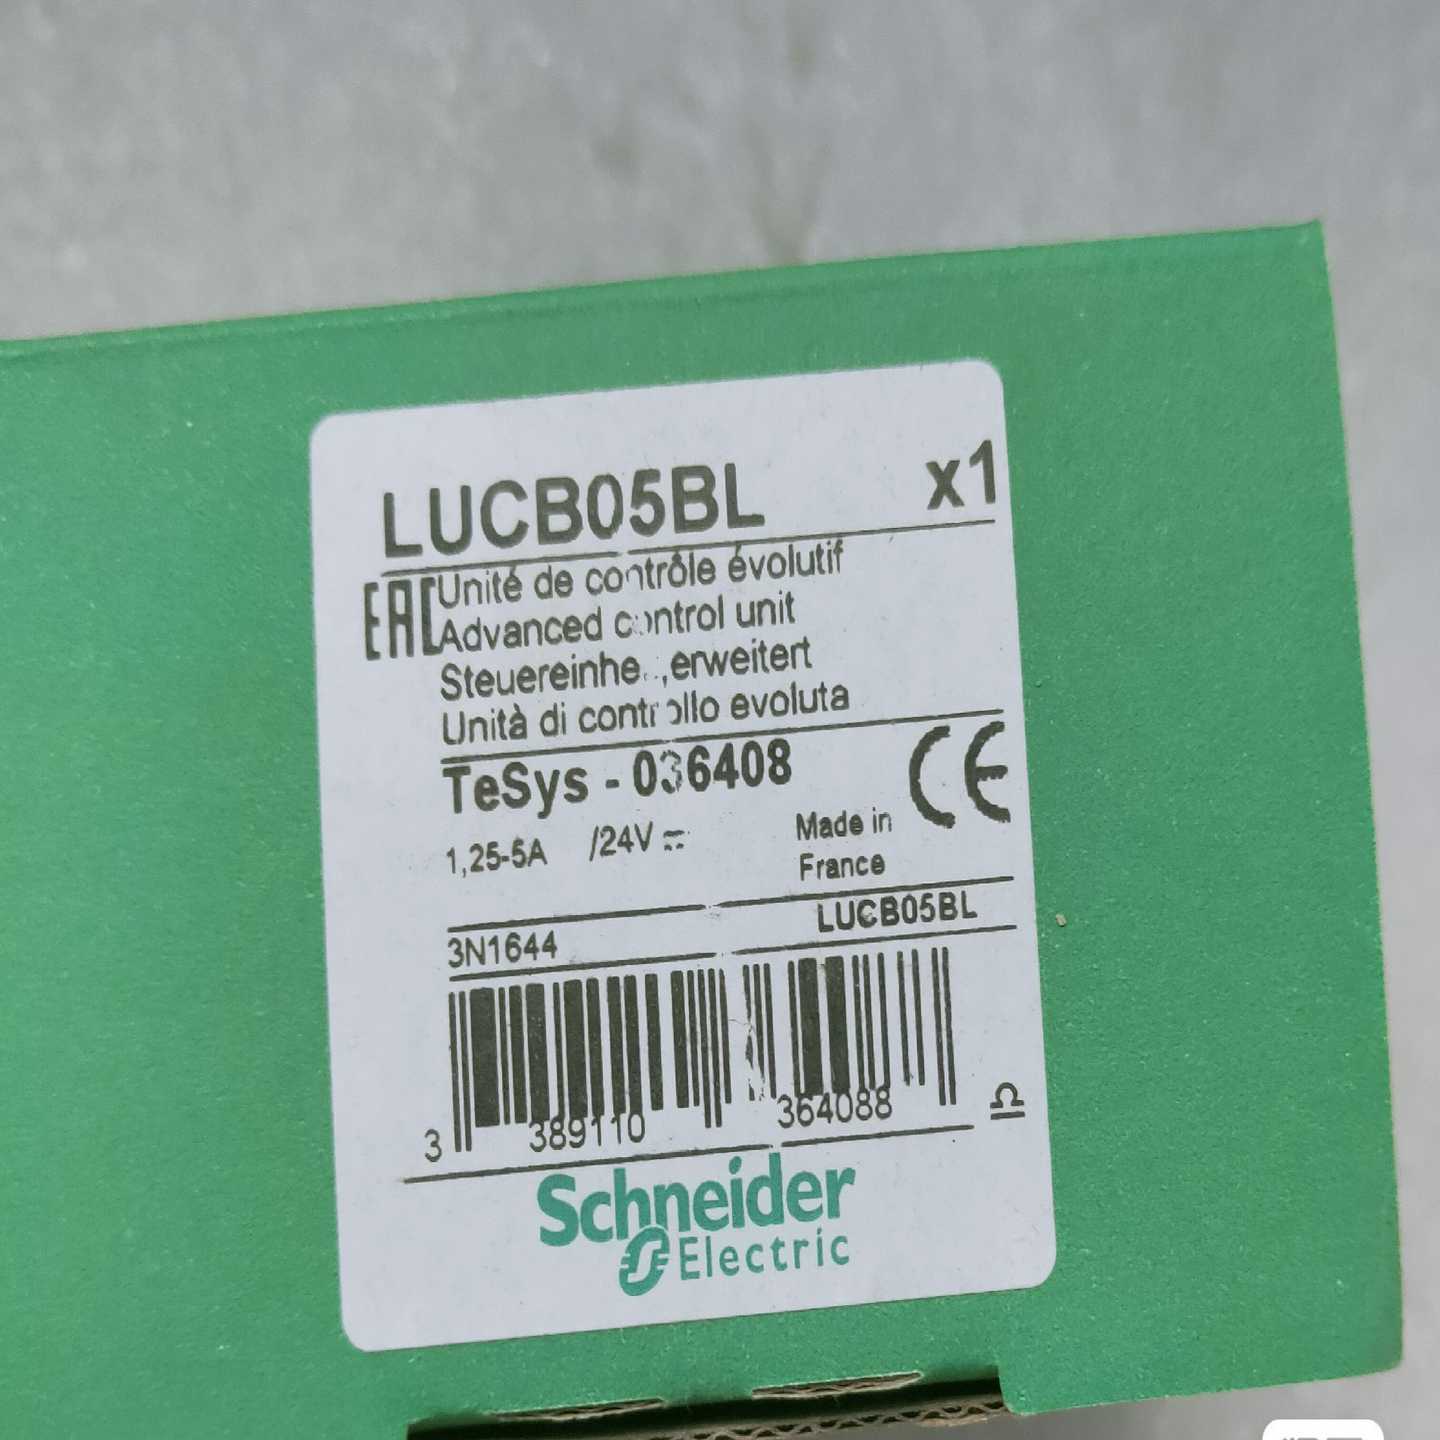 LUCB05BL x1
EAC
Unité de contrôle évolutif
Advanced control unit
Steuereinhe.,erweitert
Unità di controllo evoluta
TeSys - 036408
1,25-5A /24V ⎓
Made in
France
CE
3N1644 LUCB05BL
3 389110 364088
Schneider
Electric